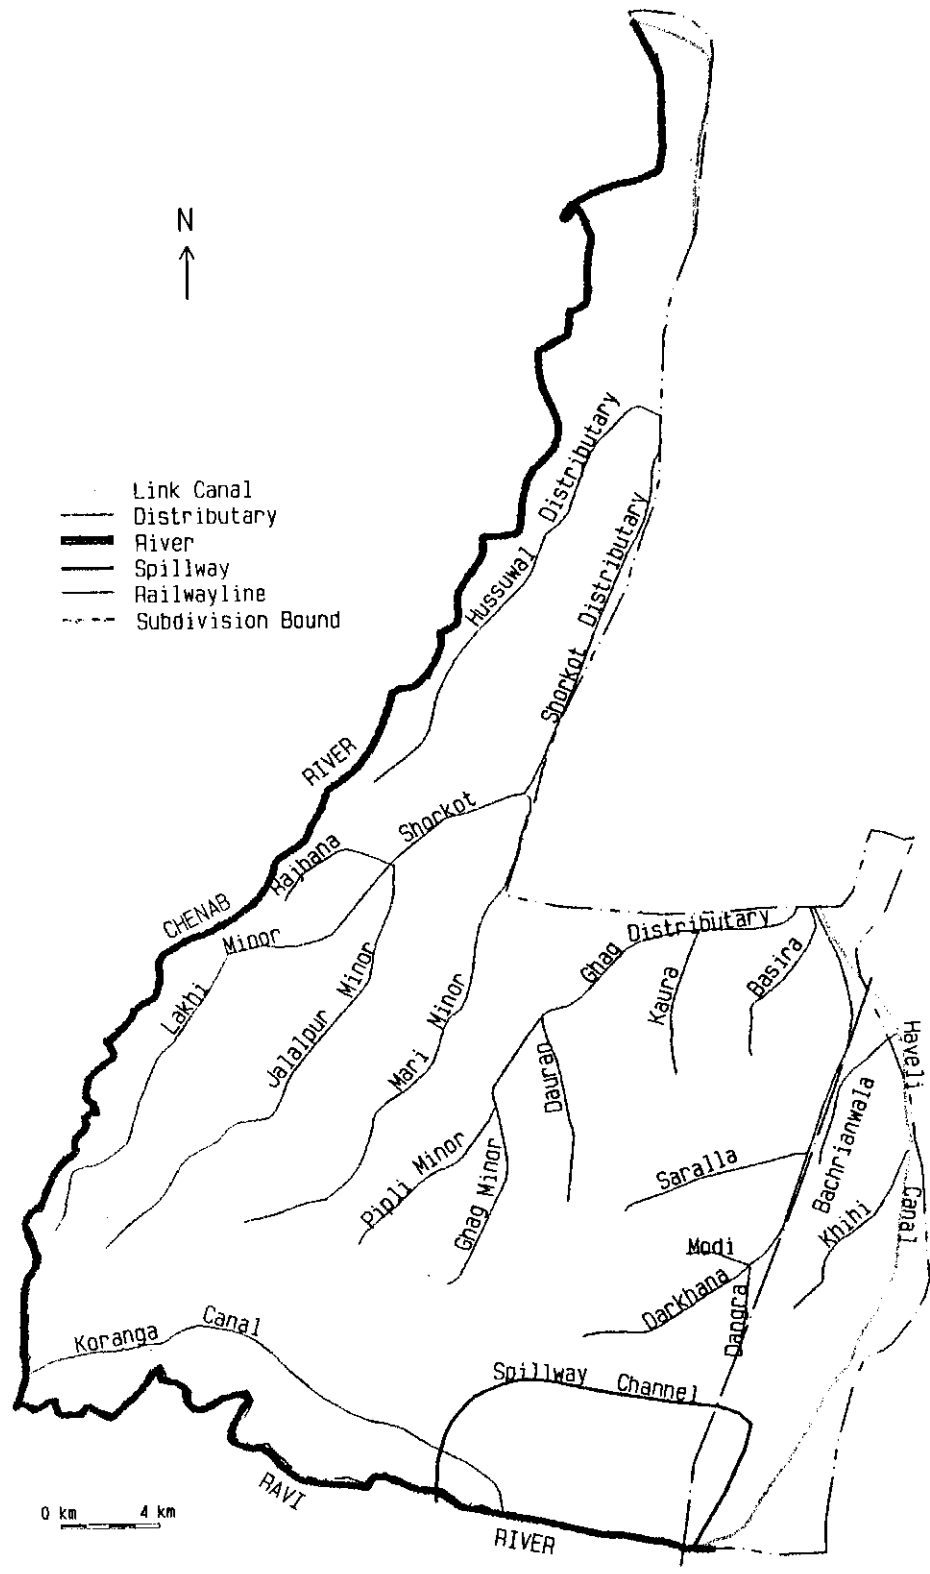 N
Link Canal
Distributary
River
Spillway
Railwayline
Subdivision Bound
Hussuwal Distributary
Shorkot Distributary
CHENAB RIVER
Rajbana
Shorkot
Minor
Lakhi
Jalalpur Minor
Mari Minor
Ghag Distributary
Kaura
Basira
Daurad
Pipli Minor
Ghag Minor
Saralla
Bachrianwala
Khihi
Haveli Canal
Modi
Darkhana
Dangra
Koranga Canal
Spillway Channel
RAVI RIVER
0 km 4 km